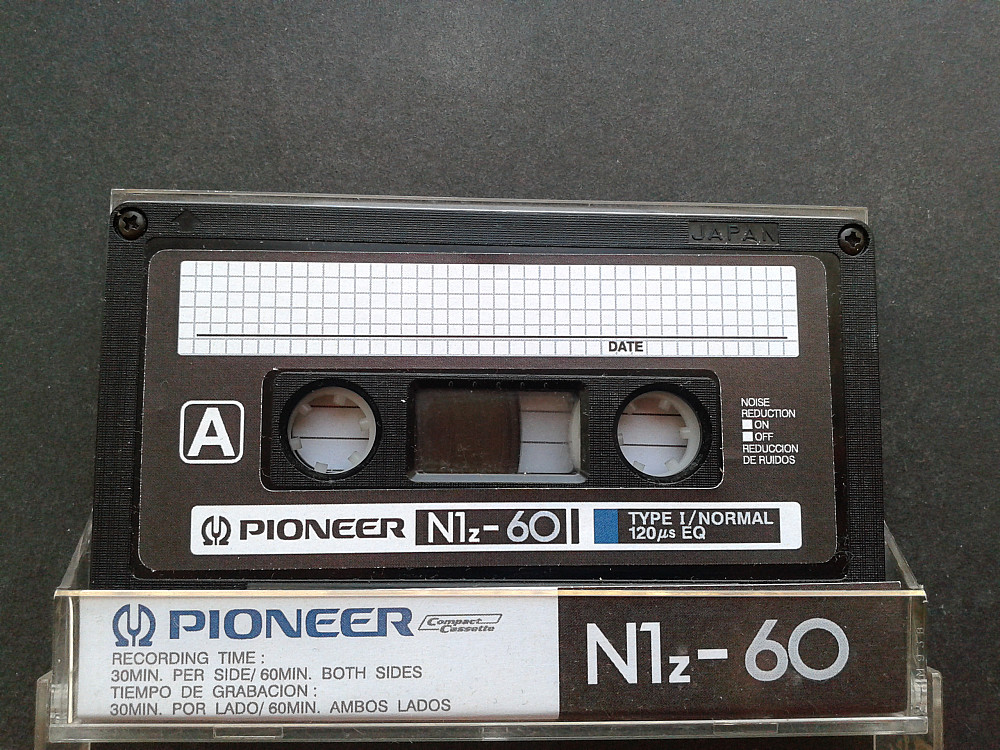 JAPAN
DATE
A
NOISE
REDUCTION
ON
OFF
REDUCCION
DE RUIDOS
PIONEER N1z-60 TYPE I/NORMAL
120μs EQ
PIONEER Compact Cassette
N1z-60
RECORDING TIME :
30MIN. PER SIDE/ 60MIN. BOTH SIDES
TIEMPO DE GRABACION :
30MIN. POR LADO/ 60MIN. AMBOS LADOS